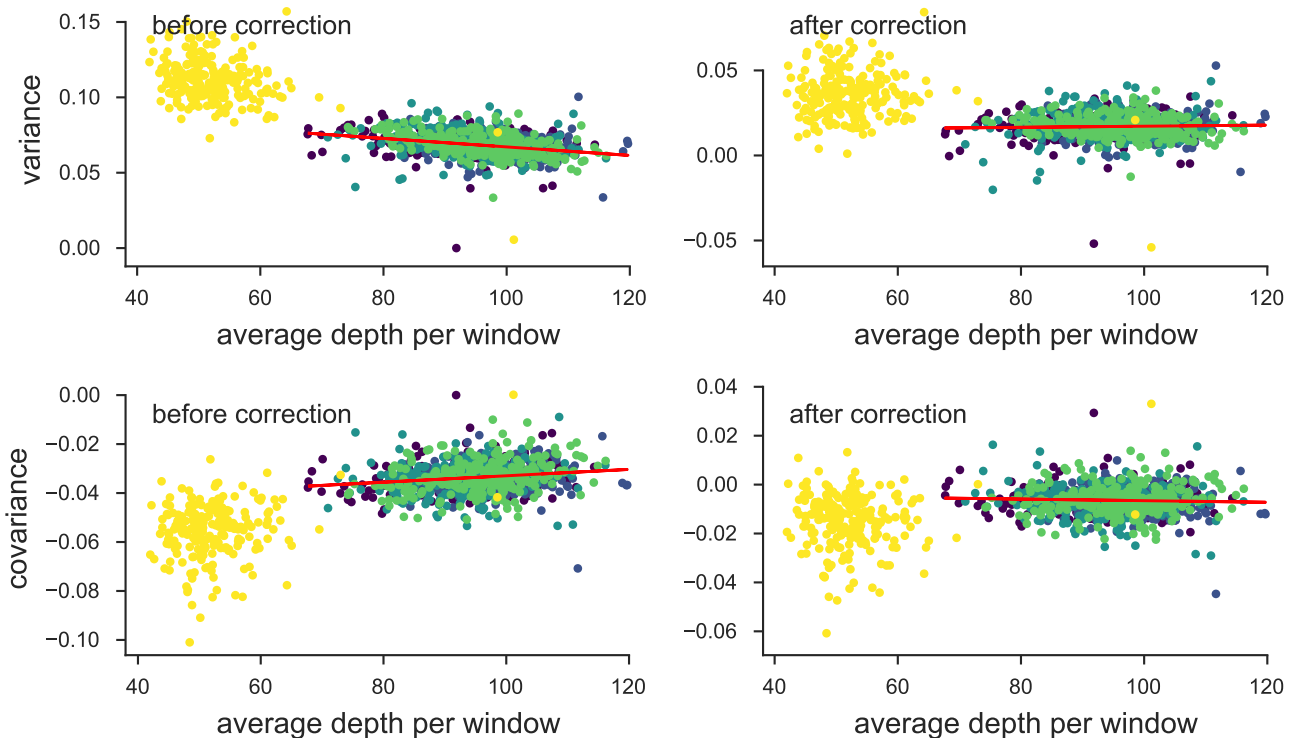 before correction
0.15
0.10
0.05
0.00
variance
40 60 80 100 120
average depth per window
after correction
0.05
0.00
−0.05
40 60 80 100 120
average depth per window
before correction
0.00
−0.02
−0.04
−0.06
−0.08
−0.10
covariance
40 60 80 100 120
average depth per window
after correction
0.04
0.02
0.00
−0.02
−0.04
−0.06
40 60 80 100 120
average depth per window